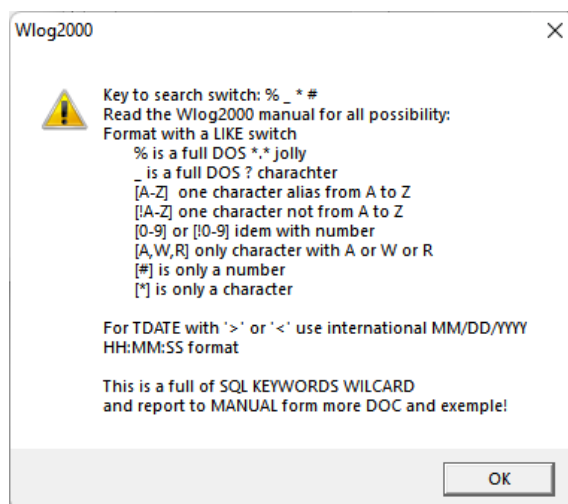 Wlog2000
Key to search switch: % _ * #
Read the Wlog2000 manual for all possibility:
Format with a LIKE switch
% is a full DOS *.* jolly
_ is a full DOS ? charachter
[A-Z]  one character alias from A to Z
[!A-Z] one character not from A to Z
[0-9] or [!0-9] idem with number
[A,W,R] only character with A or W or R
[#] is only a number
[*] is only a character
For TDATE with '>' or '<' use international MM/DD/YYYY
HH:MM:SS format
This is a full of SQL KEYWORDS WILCARD
and report to MANUAL form more DOC and exemple!
OK